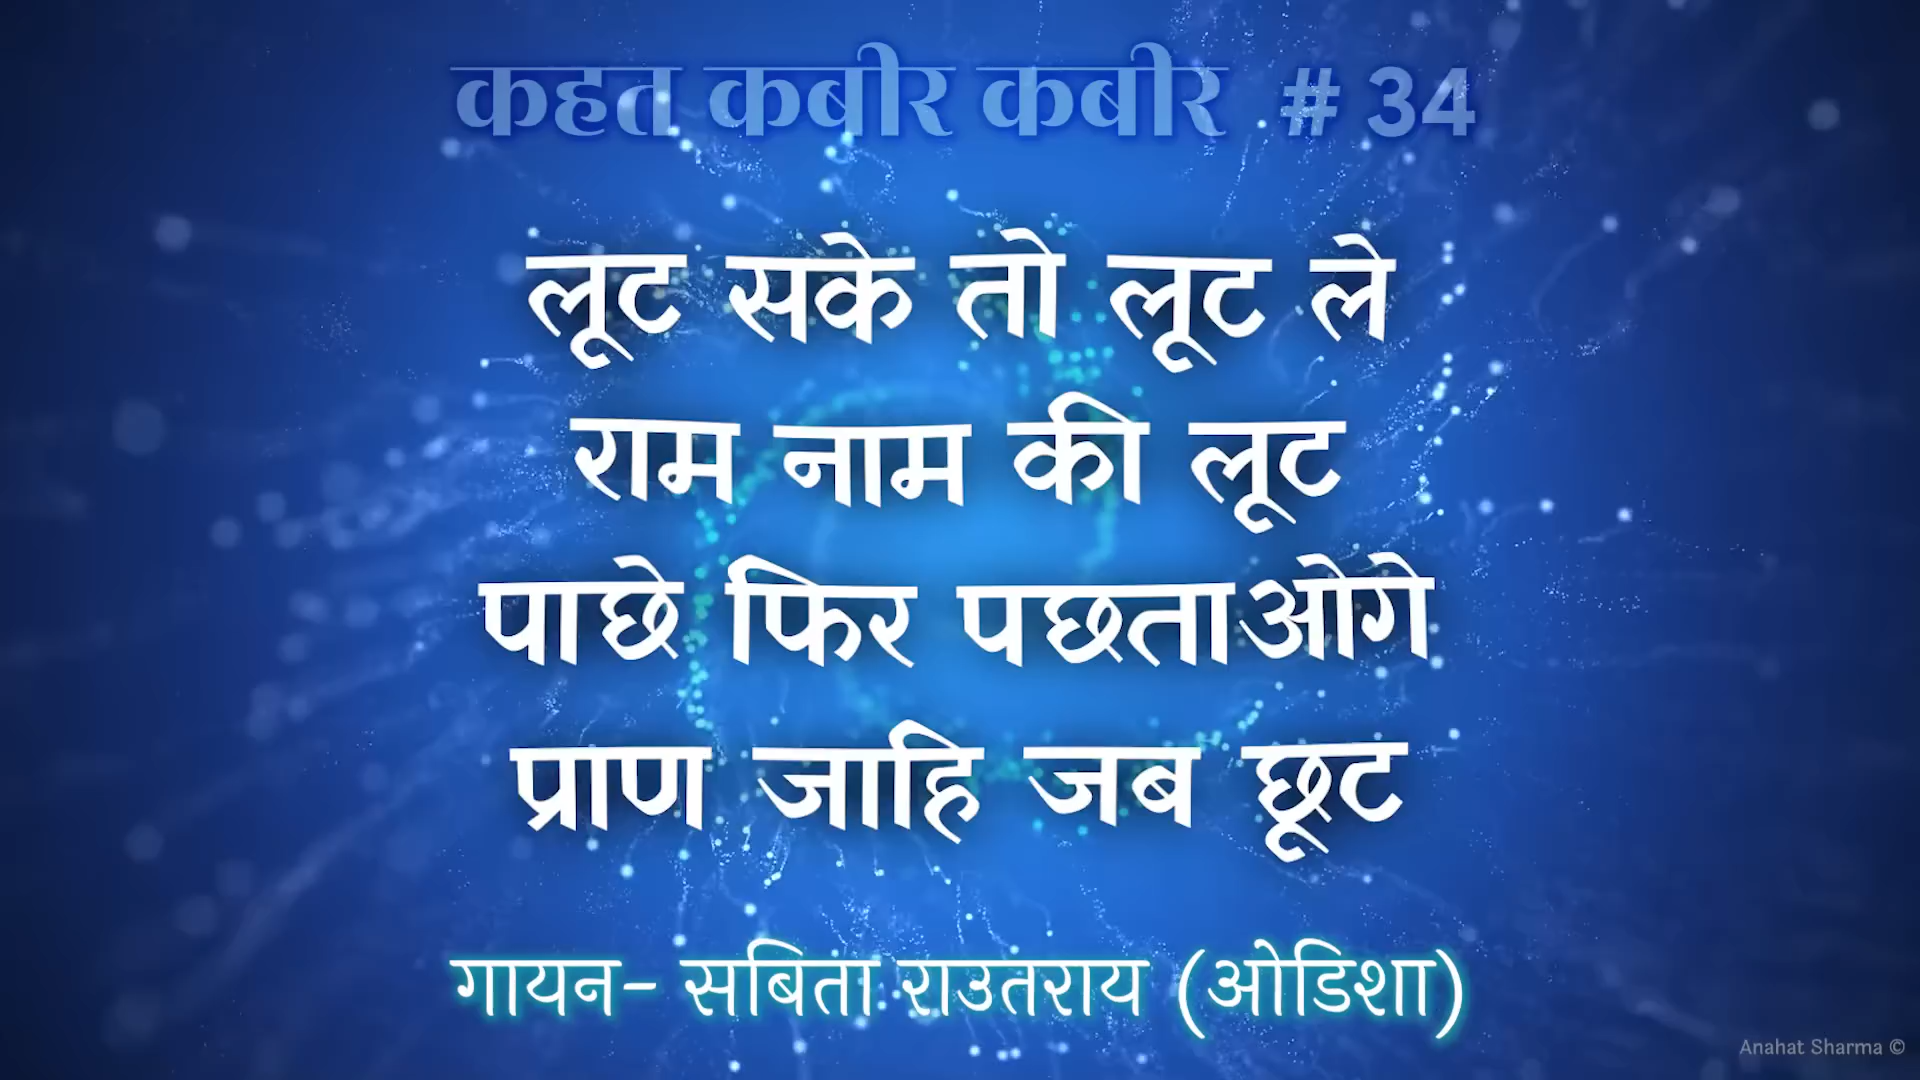 कहत कबीर कबीर # 34
लूट सके तो लूट ले
राम नाम की लूट
पाछे फिर पछताओगे
प्राण जाहि जब छूट
गायन- सबिता राउतराय (ओडिशा)
Anahat Sharma ©